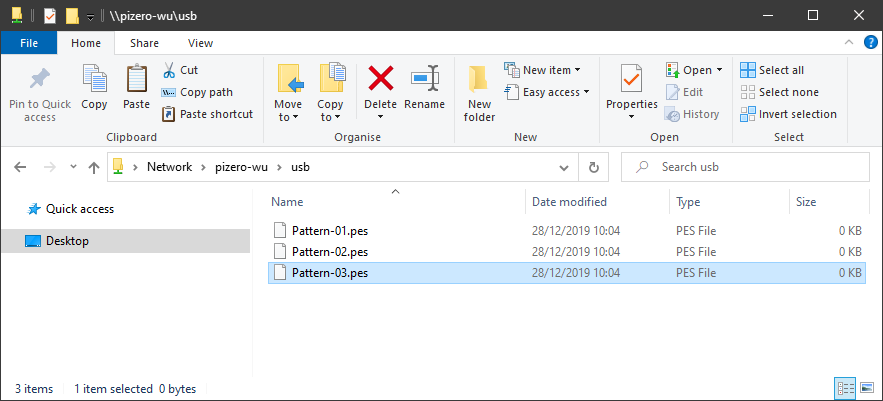 \\pizero-wu\usb
File Home Share View
Pin to Quick access
Copy
Paste
Cut
Copy path
Paste shortcut
Clipboard
Move to
Copy to
Delete
Rename
Organise
New folder
New item
Easy access
New
Properties
Open
Edit
History
Open
Select all
Select none
Invert selection
Select
Network pizero-wu usb
Search usb
Quick access
Desktop
Name Date modified Type Size
Pattern-01.pes 28/12/2019 10:04 PES File 0 KB
Pattern-02.pes 28/12/2019 10:04 PES File 0 KB
Pattern-03.pes 28/12/2019 10:04 PES File 0 KB
3 items 1 item selected 0 bytes